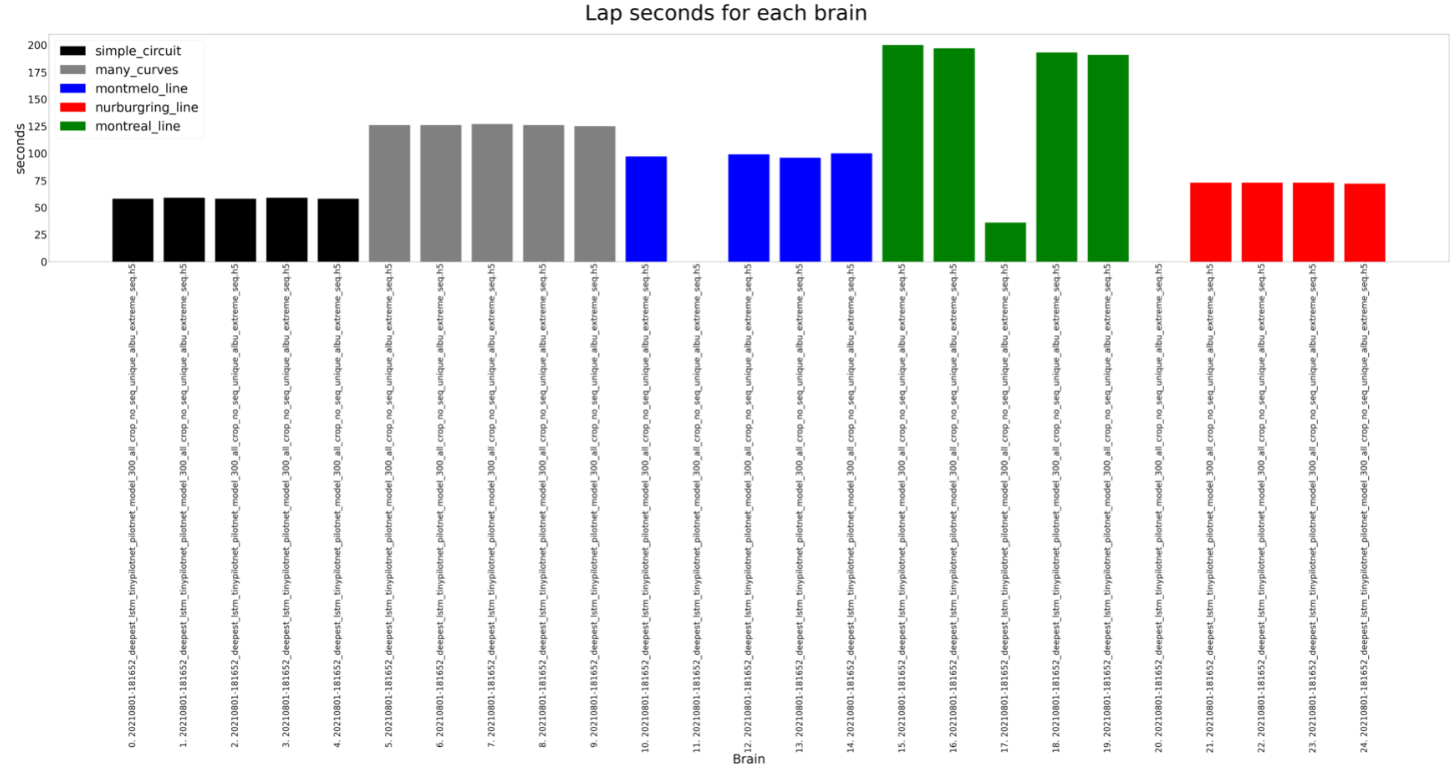 Lap seconds for each brain
simple_circuit
many_curves
montmelo_line
nurburgring_line
montreal_line
seconds
200
175
150
125
100
75
50
25
0
0. 20210801-181652_deepest_lstm_tinypilotnet_pilotnet_model_300_all_crop_no_seq_unique_albu_extreme_seq.h5
1. 20210801-181652_deepest_lstm_tinypilotnet_pilotnet_model_300_all_crop_no_seq_unique_albu_extreme_seq.h5
2. 20210801-181652_deepest_lstm_tinypilotnet_pilotnet_model_300_all_crop_no_seq_unique_albu_extreme_seq.h5
3. 20210801-181652_deepest_lstm_tinypilotnet_pilotnet_model_300_all_crop_no_seq_unique_albu_extreme_seq.h5
4. 20210801-181652_deepest_lstm_tinypilotnet_pilotnet_model_300_all_crop_no_seq_unique_albu_extreme_seq.h5
5. 20210801-181652_deepest_lstm_tinypilotnet_pilotnet_model_300_all_crop_no_seq_unique_albu_extreme_seq.h5
6. 20210801-181652_deepest_lstm_tinypilotnet_pilotnet_model_300_all_crop_no_seq_unique_albu_extreme_seq.h5
7. 20210801-181652_deepest_lstm_tinypilotnet_pilotnet_model_300_all_crop_no_seq_unique_albu_extreme_seq.h5
8. 20210801-181652_deepest_lstm_tinypilotnet_pilotnet_model_300_all_crop_no_seq_unique_albu_extreme_seq.h5
9. 20210801-181652_deepest_lstm_tinypilotnet_pilotnet_model_300_all_crop_no_seq_unique_albu_extreme_seq.h5
10. 20210801-181652_deepest_lstm_tinypilotnet_pilotnet_model_300_all_crop_no_seq_unique_albu_extreme_seq.h5
11. 20210801-181652_deepest_lstm_tinypilotnet_pilotnet_model_300_all_crop_no_seq_unique_albu_extreme_seq.h5
12. 20210801-181652_deepest_lstm_tinypilotnet_pilotnet_model_300_all_crop_no_seq_unique_albu_extreme_seq.h5
13. 20210801-181652_deepest_lstm_tinypilotnet_pilotnet_model_300_all_crop_no_seq_unique_albu_extreme_seq.h5
14. 20210801-181652_deepest_lstm_tinypilotnet_pilotnet_model_300_all_crop_no_seq_unique_albu_extreme_seq.h5
15. 20210801-181652_deepest_lstm_tinypilotnet_pilotnet_model_300_all_crop_no_seq_unique_albu_extreme_seq.h5
16. 20210801-181652_deepest_lstm_tinypilotnet_pilotnet_model_300_all_crop_no_seq_unique_albu_extreme_seq.h5
17. 20210801-181652_deepest_lstm_tinypilotnet_pilotnet_model_300_all_crop_no_seq_unique_albu_extreme_seq.h5
18. 20210801-181652_deepest_lstm_tinypilotnet_pilotnet_model_300_all_crop_no_seq_unique_albu_extreme_seq.h5
19. 20210801-181652_deepest_lstm_tinypilotnet_pilotnet_model_300_all_crop_no_seq_unique_albu_extreme_seq.h5
20. 20210801-181652_deepest_lstm_tinypilotnet_pilotnet_model_300_all_crop_no_seq_unique_albu_extreme_seq.h5
21. 20210801-181652_deepest_lstm_tinypilotnet_pilotnet_model_300_all_crop_no_seq_unique_albu_extreme_seq.h5
22. 20210801-181652_deepest_lstm_tinypilotnet_pilotnet_model_300_all_crop_no_seq_unique_albu_extreme_seq.h5
23. 20210801-181652_deepest_lstm_tinypilotnet_pilotnet_model_300_all_crop_no_seq_unique_albu_extreme_seq.h5
24. 20210801-181652_deepest_lstm_tinypilotnet_pilotnet_model_300_all_crop_no_seq_unique_albu_extreme_seq.h5
Brain